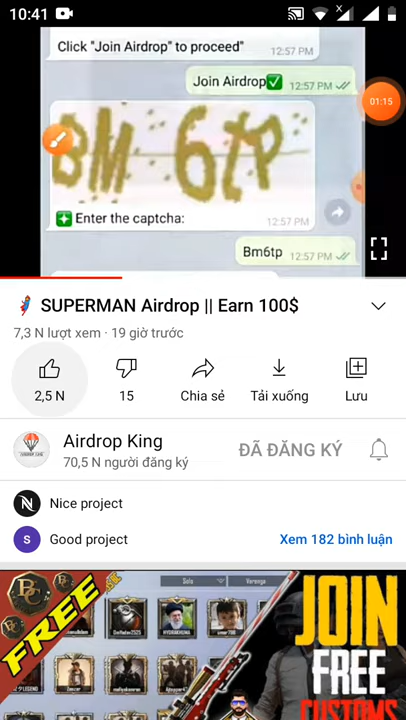 10:41
Click "Join Airdrop" to proceed"
12:57 PM
Join Airdrop✅ 12:57 PM
01:15
BM 6tP
Enter the captcha:
12:57 PM
Bm6tp 12:57 PM
SUPERMAN Airdrop || Earn 100$
7,3 N lượt xem · 19 giờ trước
2,5 N
15
Chia sẻ
Tải xuống
Lưu
Airdrop King
70,5 N người đăng ký
ĐÃ ĐĂNG KÝ
Nice project
S
Good project
Xem 182 bình luận
FREE
Solo
JOIN
FREE
CUSTOMS